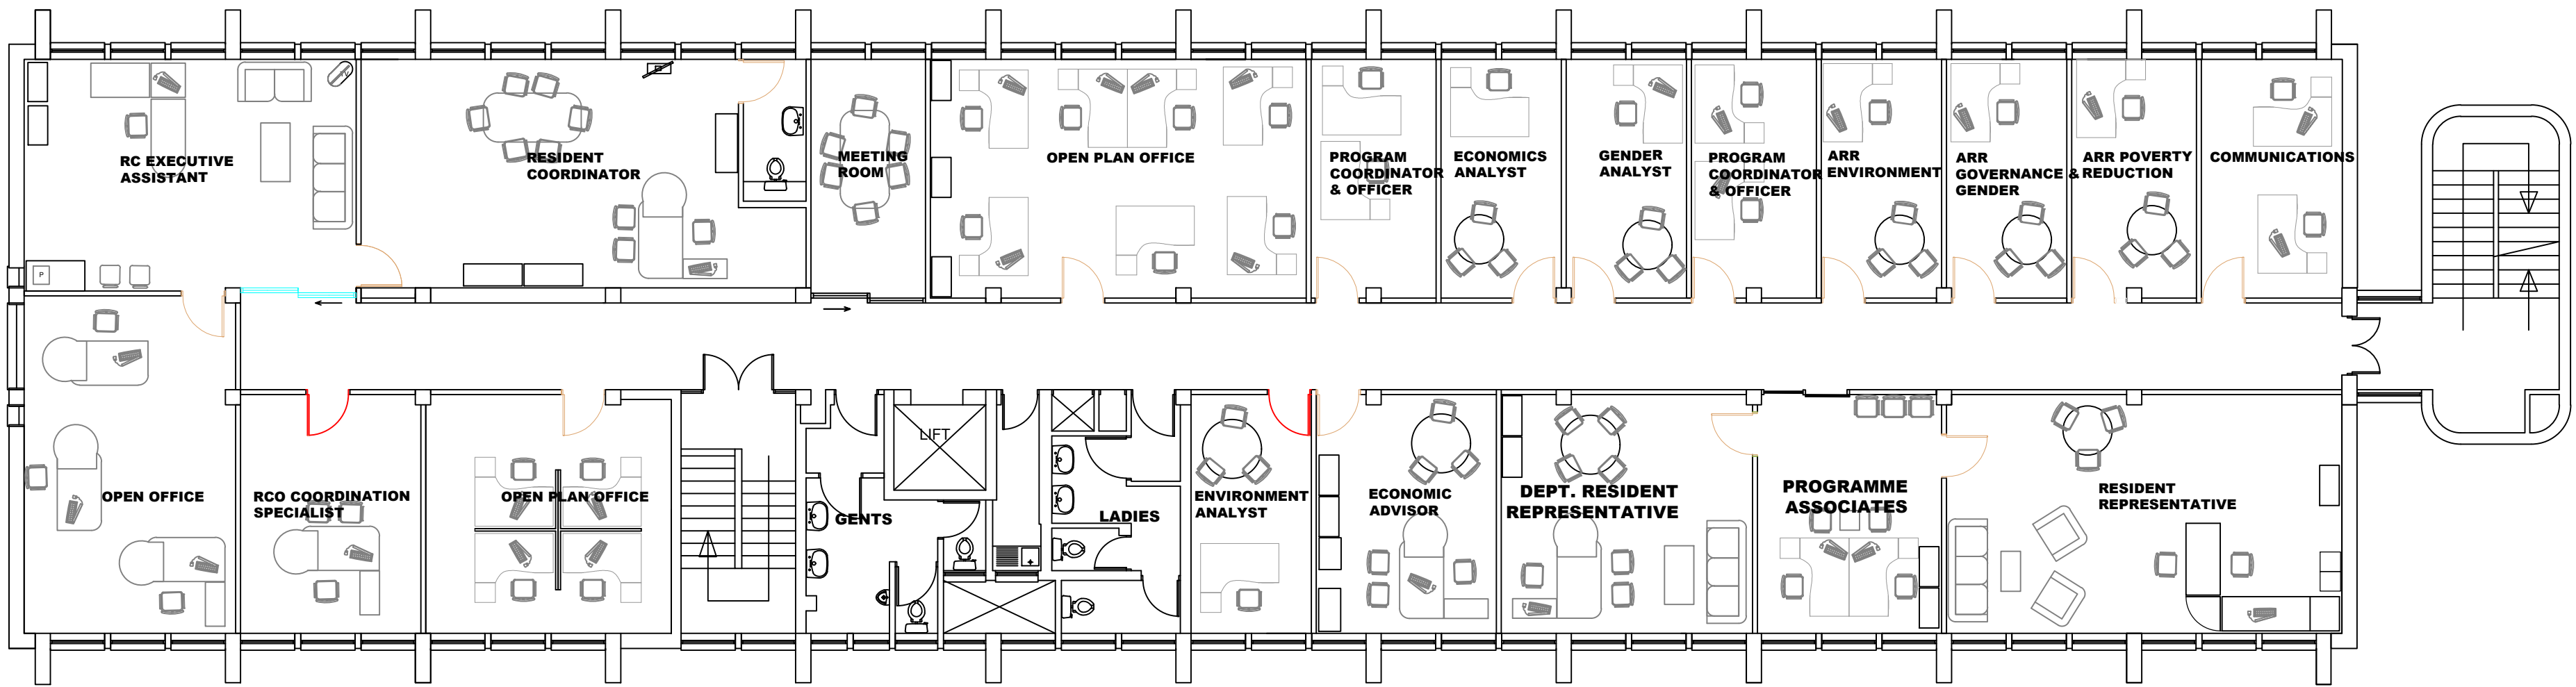 RC EXECUTIVE
ASSISTANT
RESIDENT
COORDINATOR
MEETING
ROOM
OPEN PLAN OFFICE
PROGRAM
COORDINATOR
& OFFICER
ECONOMICS
ANALYST
GENDER
ANALYST
PROGRAM
COORDINATOR
& OFFICER
ARR
ENVIRONMENT
ARR
GOVERNANCE &
GENDER
ARR POVERTY
REDUCTION
COMMUNICATIONS
P
OPEN OFFICE
RCO COORDINATION
SPECIALIST
OPEN PLAN OFFICE
GENTS
LIFT
LADIES
ENVIRONMENT
ANALYST
ECONOMIC
ADVISOR
DEPT. RESIDENT
REPRESENTATIVE
PROGRAMME
ASSOCIATES
RESIDENT
REPRESENTATIVE